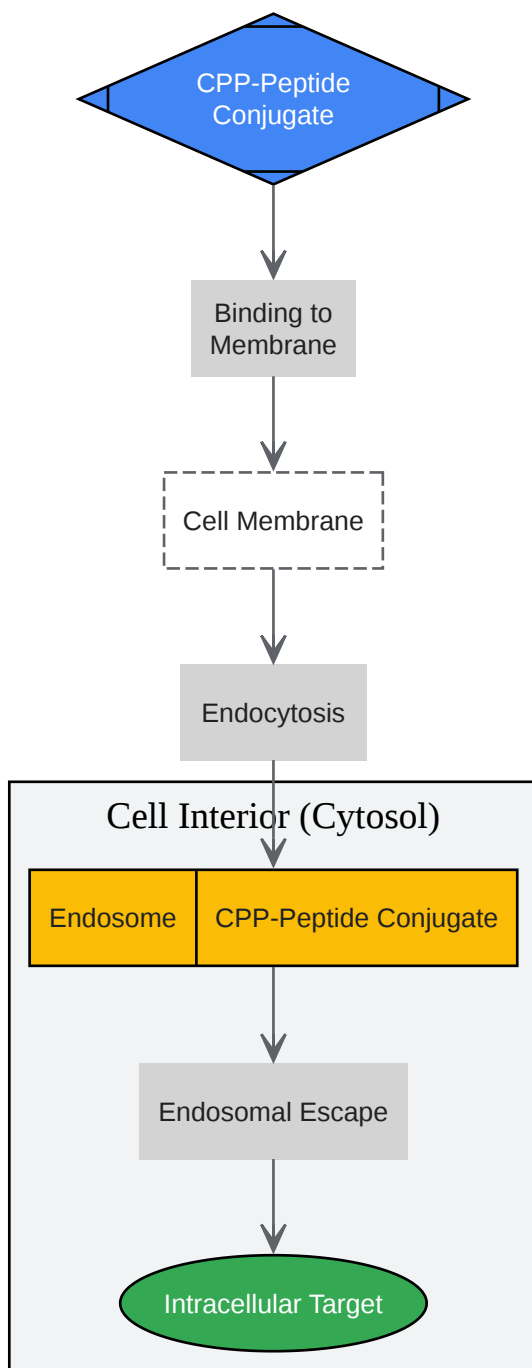 CPP-Peptide
Conjugate
Binding to
Membrane
Cell Membrane
Endocytosis
Cell Interior (Cytosol)
Endosome
CPP-Peptide Conjugate
Endosomal Escape
Intracellular Target